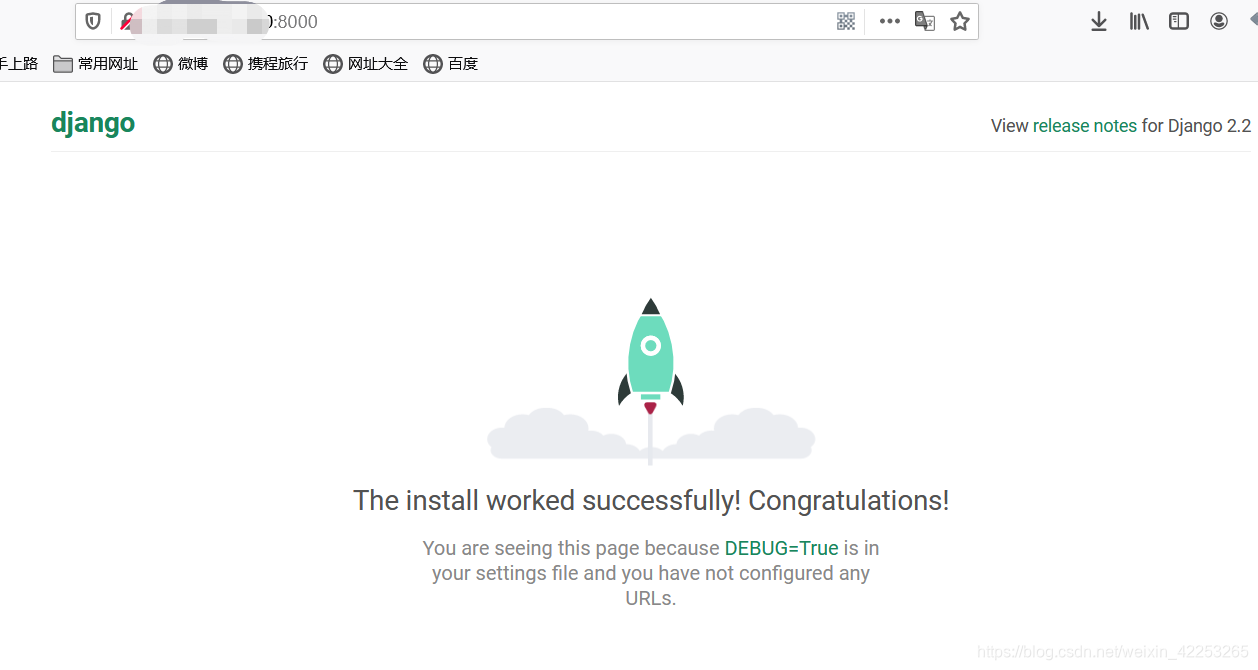 :8000
手上路 常用网址 微博 携程旅行 网址大全 百度
django
View release notes for Django 2.2
The install worked successfully! Congratulations!
You are seeing this page because DEBUG=True is in
your settings file and you have not configured any
URLs.
https://blog.csdn.net/weixin_42253265